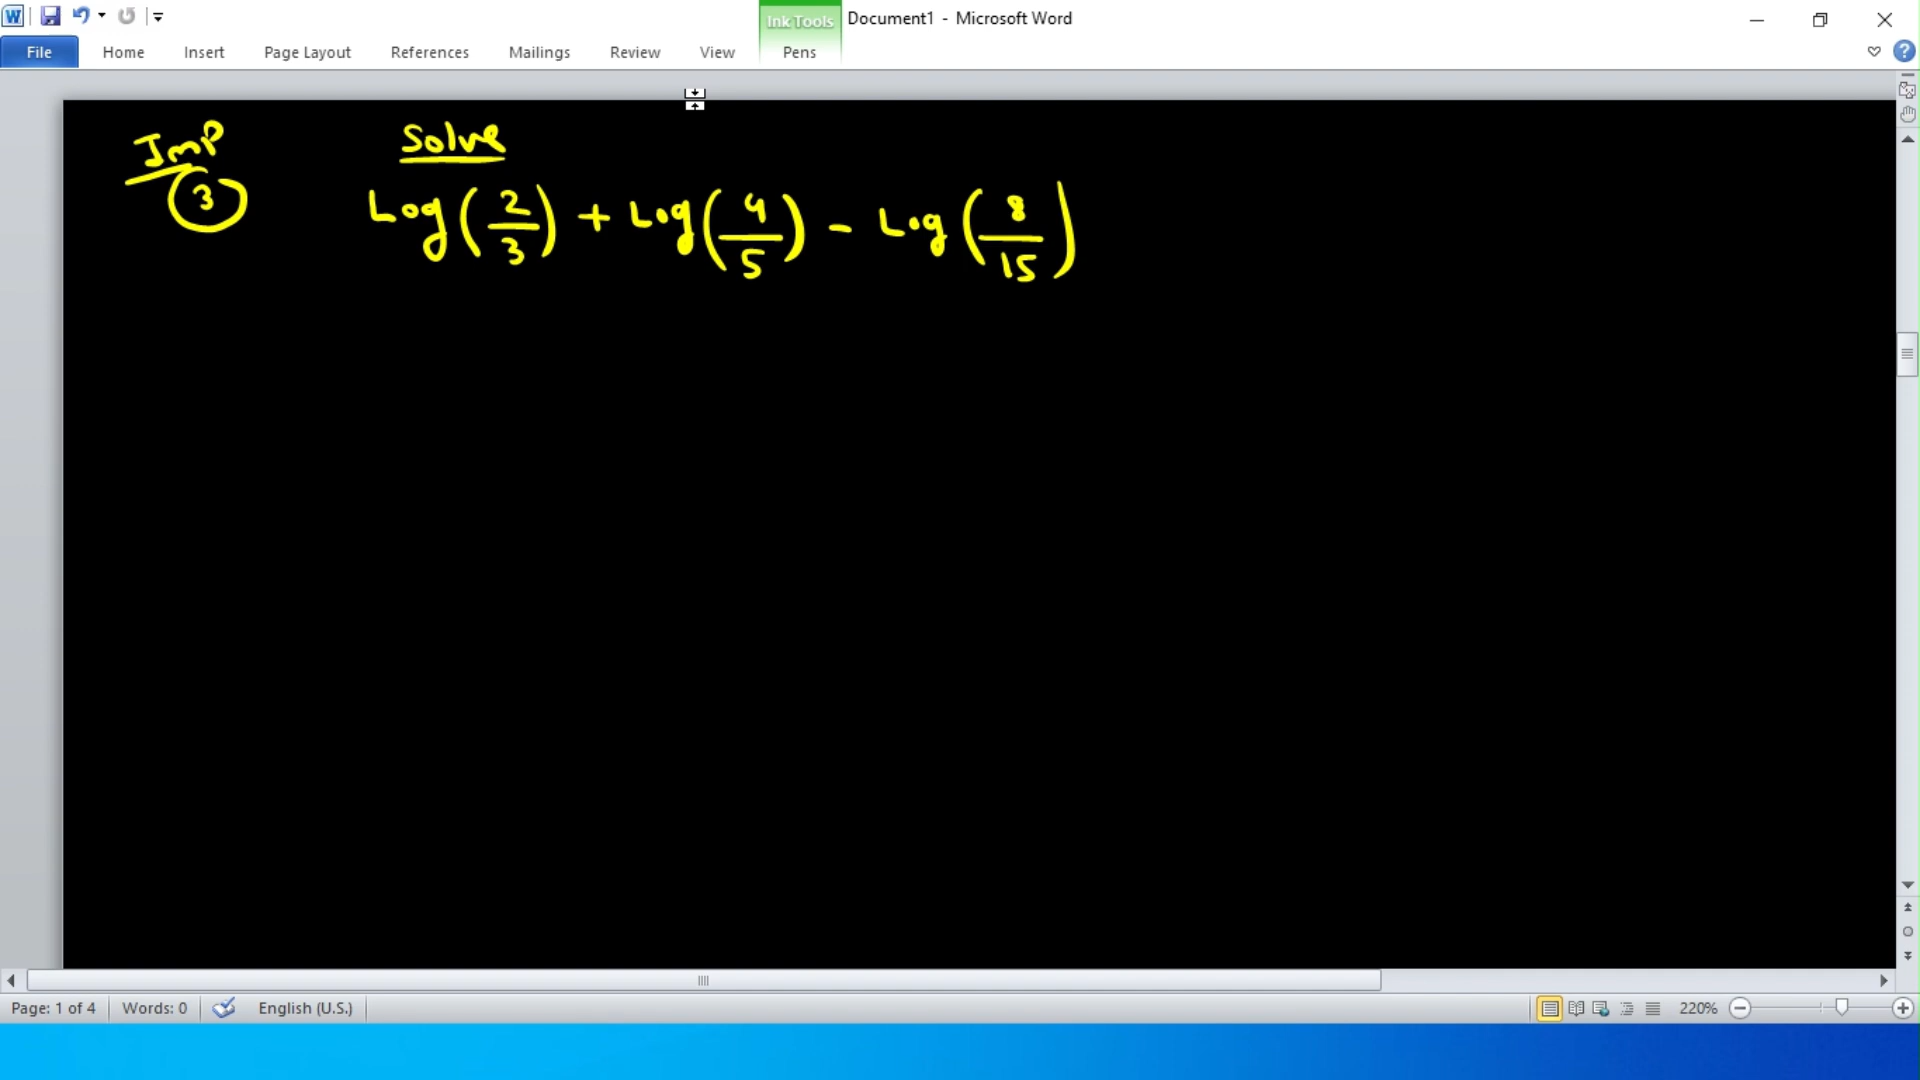 Ink Tools
Document1 - Microsoft Word
File Home Insert Page Layout References Mailings Review View Pens
Imp Solve
3 Log(2/3) + Log(4/5) - Log(8/15)
Page: 1 of 4 Words: 0 English (U.S.) 220%